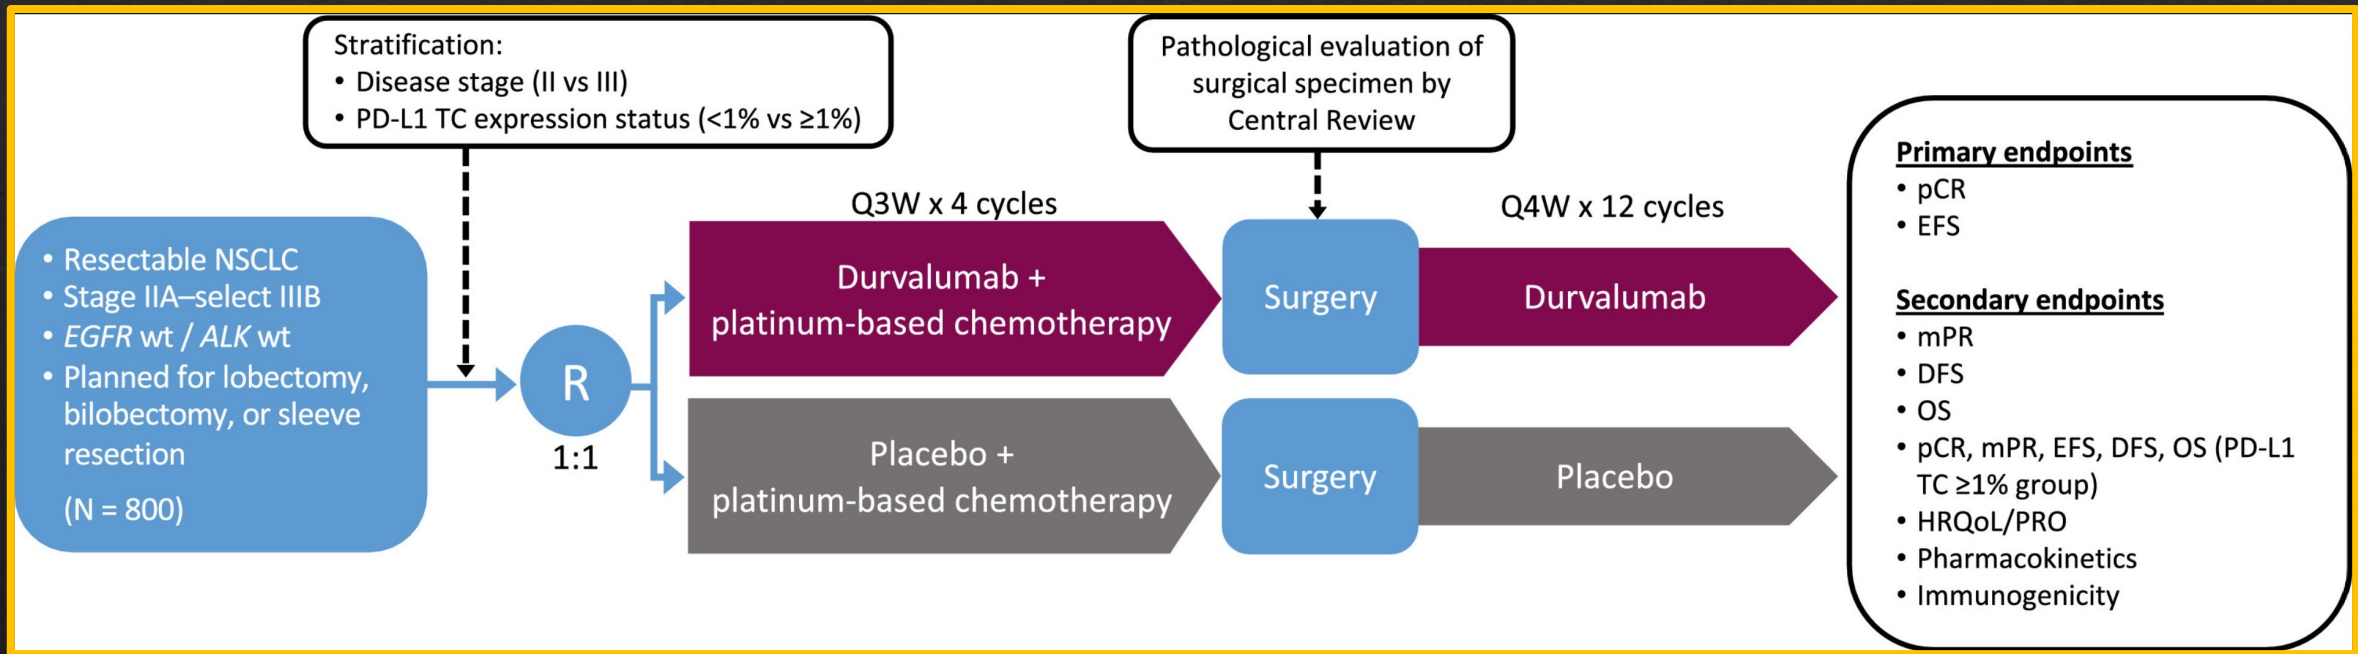 Stratification:
• Disease stage (II vs III)
• PD-L1 TC expression status (<1% vs ≥1%)
Pathological evaluation of
surgical specimen by
Central Review
• Resectable NSCLC
• Stage IIA–select IIIB
• EGFR wt / ALK wt
• Planned for lobectomy,
bilobectomy, or sleeve
resection
(N = 800)
R
1:1
Q3W x 4 cycles
Durvalumab +
platinum-based chemotherapy
Surgery
Q4W x 12 cycles
Durvalumab
Placebo +
platinum-based chemotherapy
Surgery
Placebo
Primary endpoints
• pCR
• EFS
Secondary endpoints
• mPR
• DFS
• OS
• pCR, mPR, EFS, DFS, OS (PD-L1
TC ≥1% group)
• HRQoL/PRO
• Pharmacokinetics
• Immunogenicity